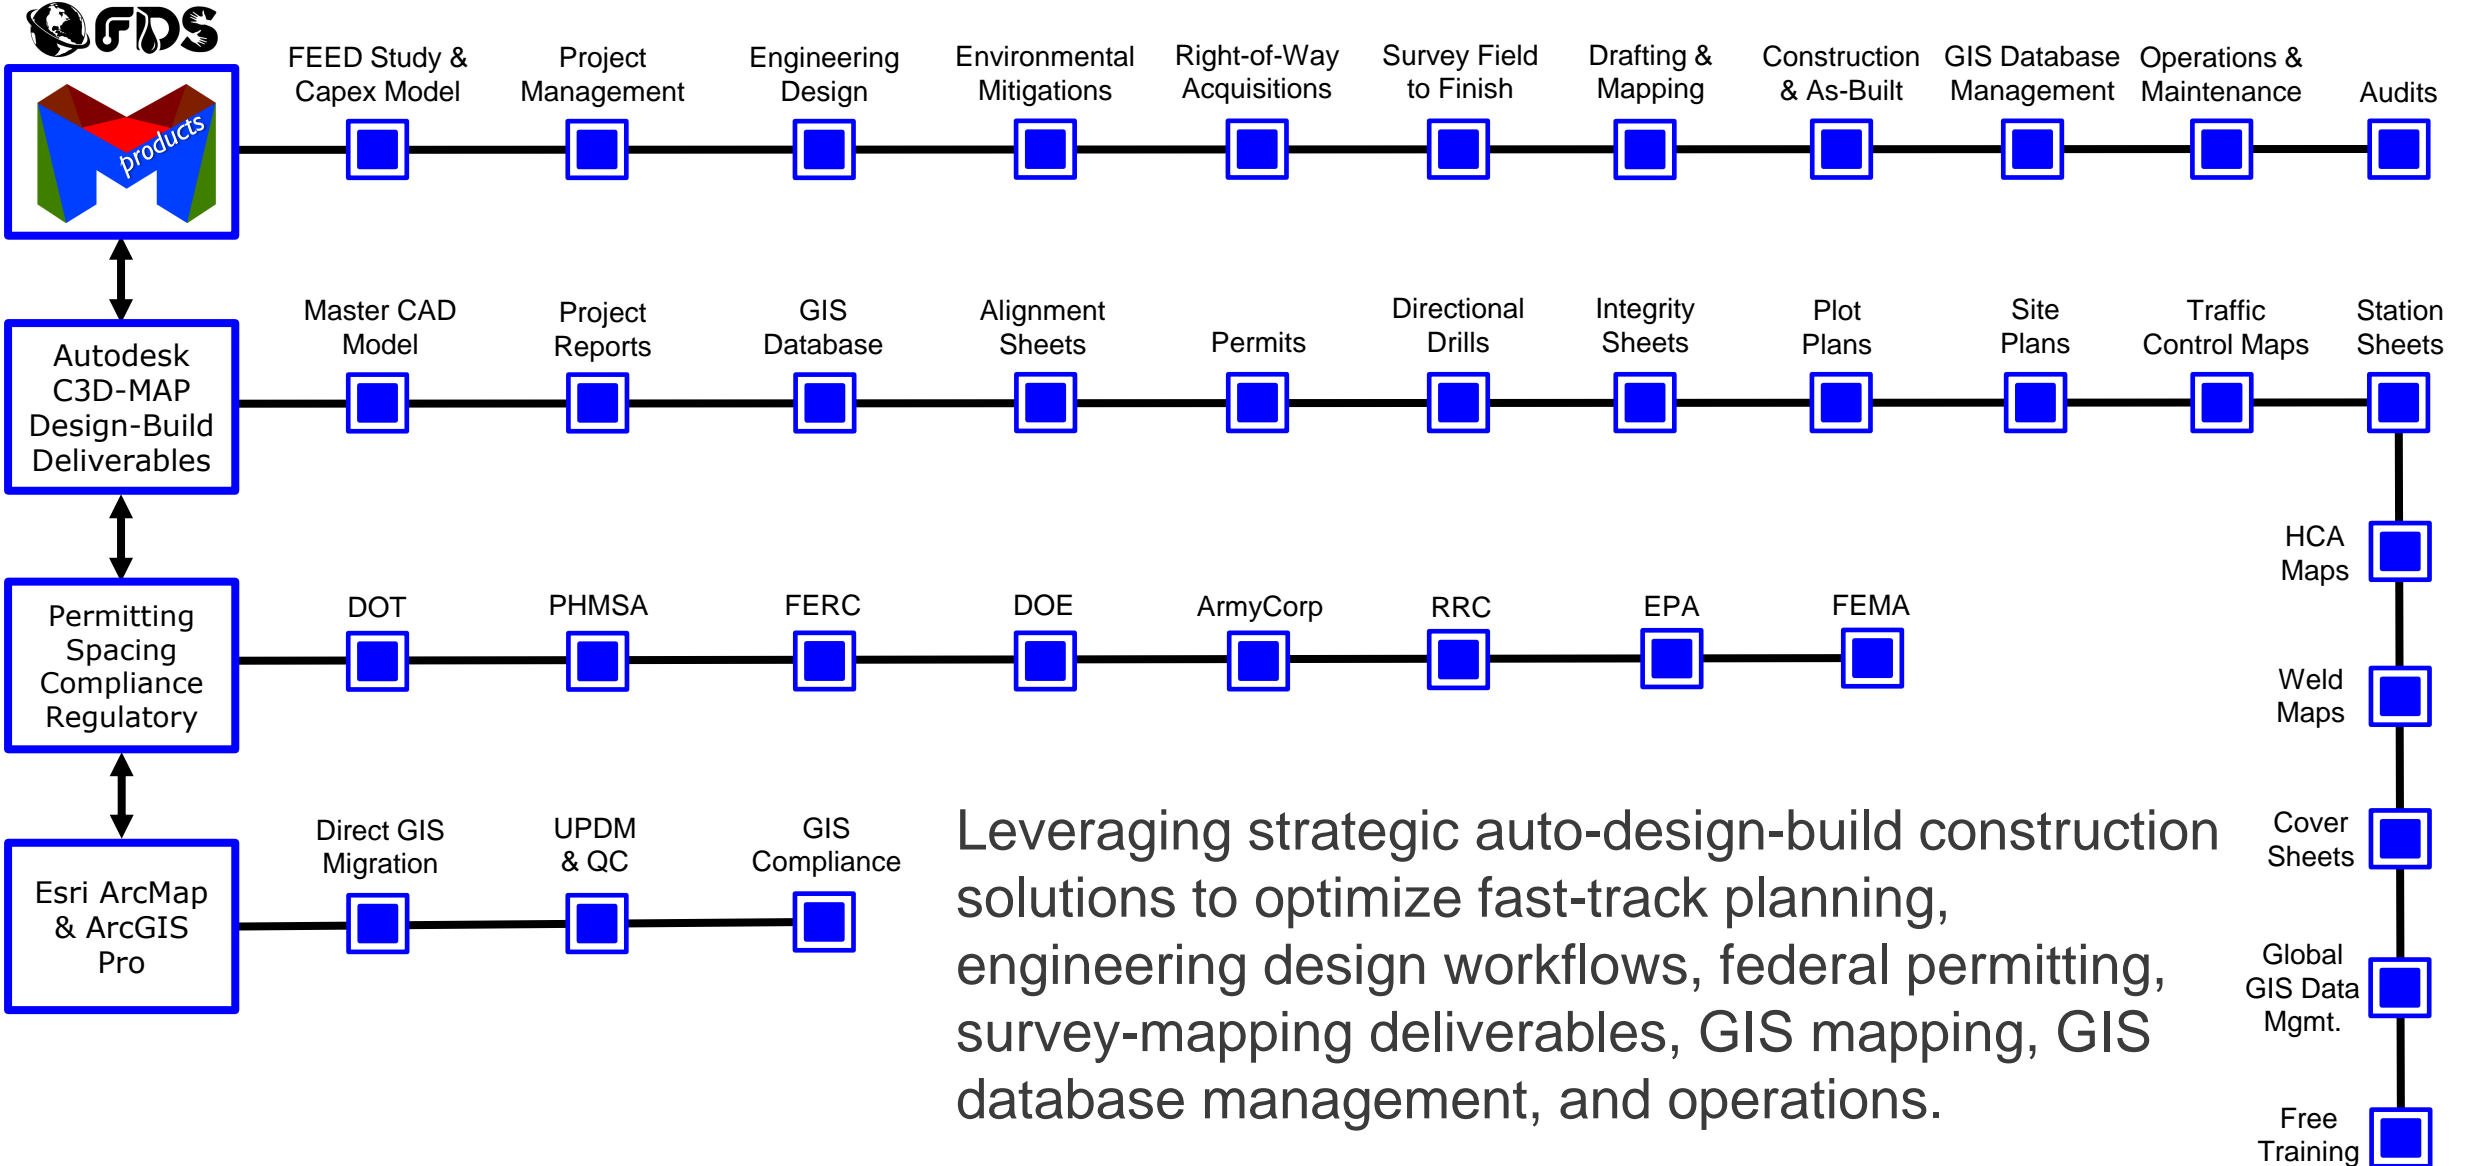 FDS
FEED Study &
Capex Model
Project
Management
Engineering
Design
Environmental
Mitigations
Right-of-Way
Acquisitions
Survey Field
to Finish
Drafting &
Mapping
Construction
& As-Built
GIS Database
Management
Operations &
Maintenance
Audits
products
Autodesk
C3D-MAP
Design-Build
Deliverables
Master CAD
Model
Project
Reports
GIS
Database
Alignment
Sheets
Permits
Directional
Drills
Integrity
Sheets
Plot
Plans
Site
Plans
Traffic
Control Maps
Station
Sheets
HCA
Maps
Weld
Maps
Cover
Sheets
Global
GIS Data
Mgmt.
Free
Training
Permitting
Spacing
Compliance
Regulatory
DOT
PHMSA
FERC
DOE
ArmyCorp
RRC
EPA
FEMA
Esri ArcMap
& ArcGIS
Pro
Direct GIS
Migration
UPDM
& QC
GIS
Compliance
Leveraging strategic auto-design-build construction
solutions to optimize fast-track planning,
engineering design workflows, federal permitting,
survey-mapping deliverables, GIS mapping, GIS
database management, and operations.